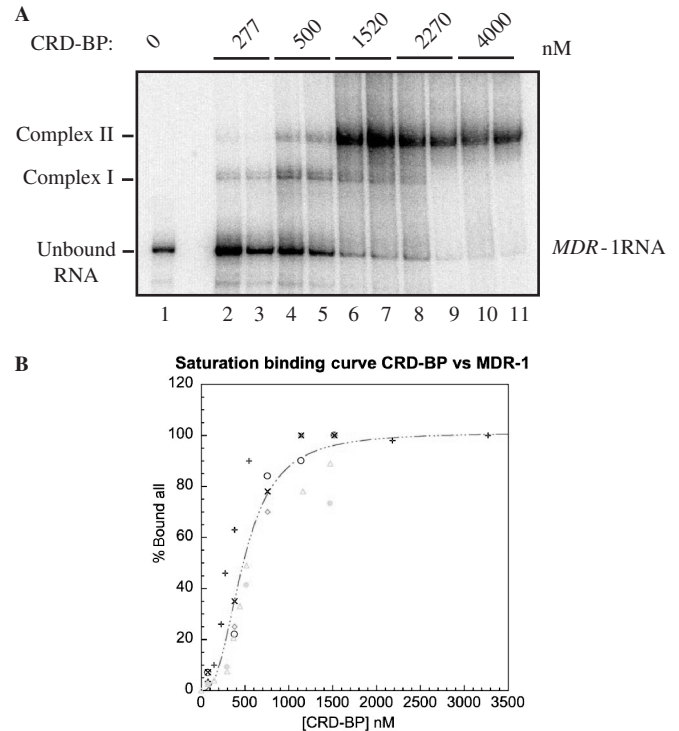 A
CRD-BP: 0 277 500 1520 2270 4000 nM
Complex II
Complex I
Unbound RNA
MDR-1RNA
1 2 3 4 5 6 7 8 9 10 11
B
Saturation binding curve CRD-BP vs MDR-1
120
100
80
60
40
20
0
% Bound all
0 500 1000 1500 2000 2500 3000 3500
[CRD-BP] nM